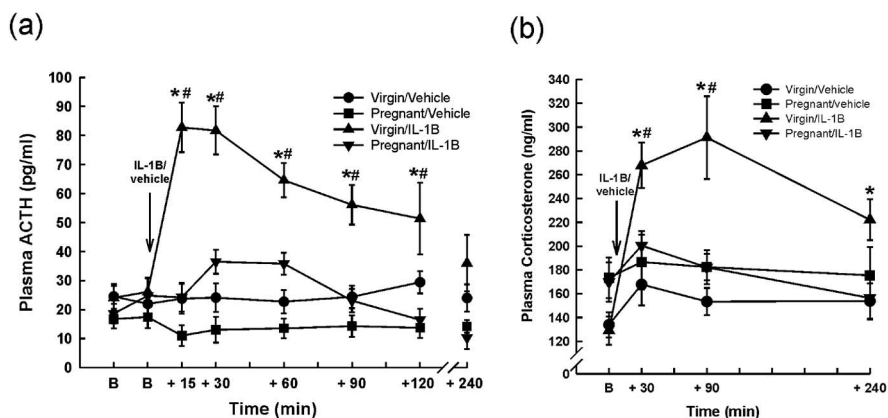 (a)
Plasma ACTH (pg/ml)
100
90
80
70
60
50
40
30
20
10
0
IL-1B/
vehicle
*#
*#
*#
*#
*#
Virgin/Vehicle
Pregnant/Vehicle
Virgin/IL-1B
Pregnant/IL-1B
B
B
+ 15
+ 30
+ 60
+ 90
+120
+ 240
Time (min)
(b)
Plasma Corticosterone (ng/ml)
340
320
300
280
260
240
220
200
180
160
140
120
0
IL-1B/
vehicle
*#
*#
*
Virgin/Vehicle
Pregnant/vehicle
Virgin/IL-1B
Pregnant/IL-1B
B
+ 30
+ 90
+ 240
Time (min)